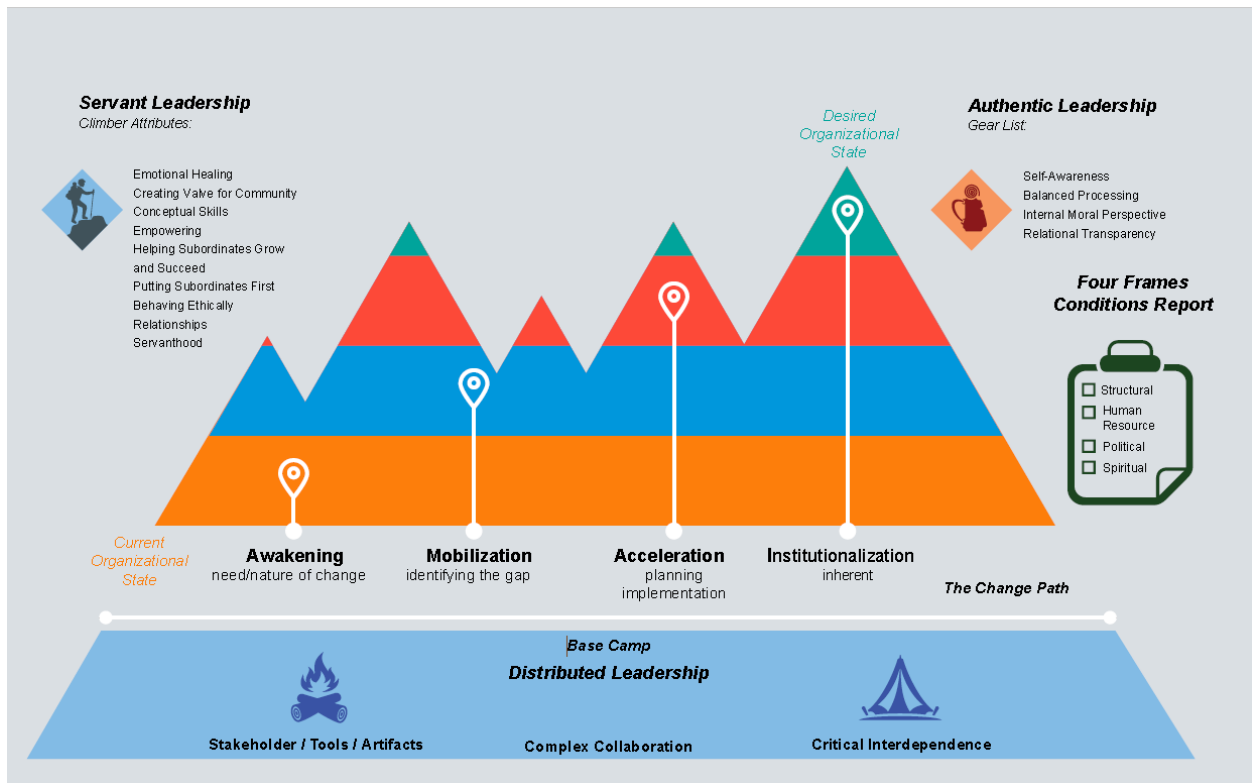 Servant Leadership
Climber Attributes:
Emotional Healing
Creating Valve for Community
Conceptual Skills
Empowering
Helping Subordinates Grow
and Succeed
Putting Subordinates First
Behaving Ethically
Relationships
Servanthood
Desired
Organizational
State
Authentic Leadership
Gear List:
Self-Awareness
Balanced Processing
Internal Moral Perspective
Relational Transparency
Four Frames
Conditions Report
Structural
Human
Resource
Political
Spiritual
Current
Organizational
State
Awakening
need/nature of change
Mobilization
identifying the gap
Acceleration
planning
implementation
Institutionalization
inherent
The Change Path
Base Camp
Distributed Leadership
Stakeholder / Tools / Artifacts
Complex Collaboration
Critical Interdependence